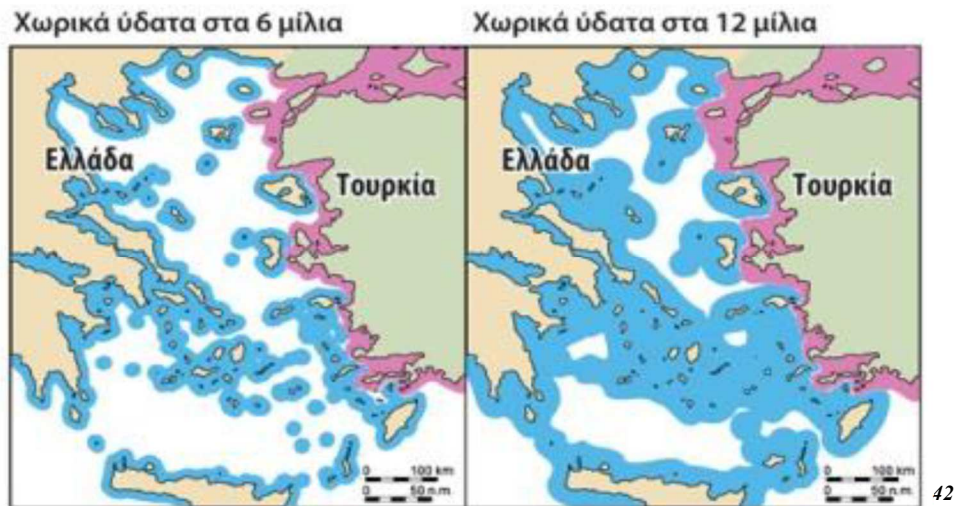 Χωρικά ύδατα στα 6 μίλια
Χωρικά ύδατα στα 12 μίλια
Ελλάδα
Τουρκία
Ελλάδα
Τουρκία
0 100 km
0 50 n.m.
0 100 km
0 50 n.m.
42